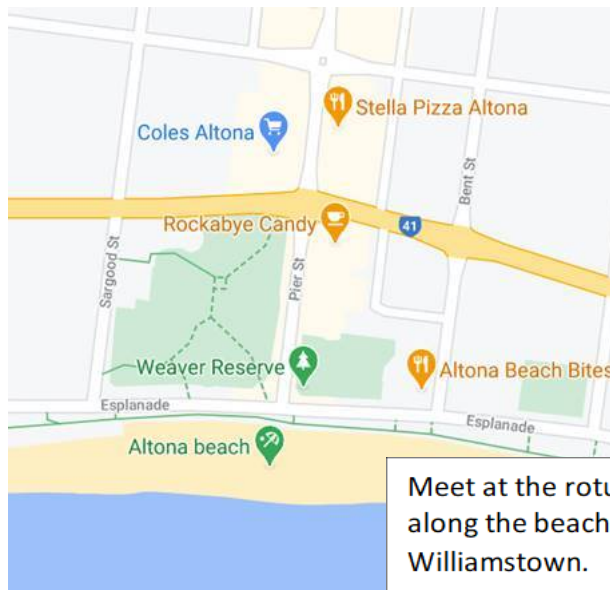 Stella Pizza Altona
Coles Altona
Bent St
Rockabye Candy
41
Sargood St
Pier St
Weaver Reserve
Altona Beach Bites
Esplanade
Esplanade
Altona beach
Meet at the
along the beach
Williamstown.